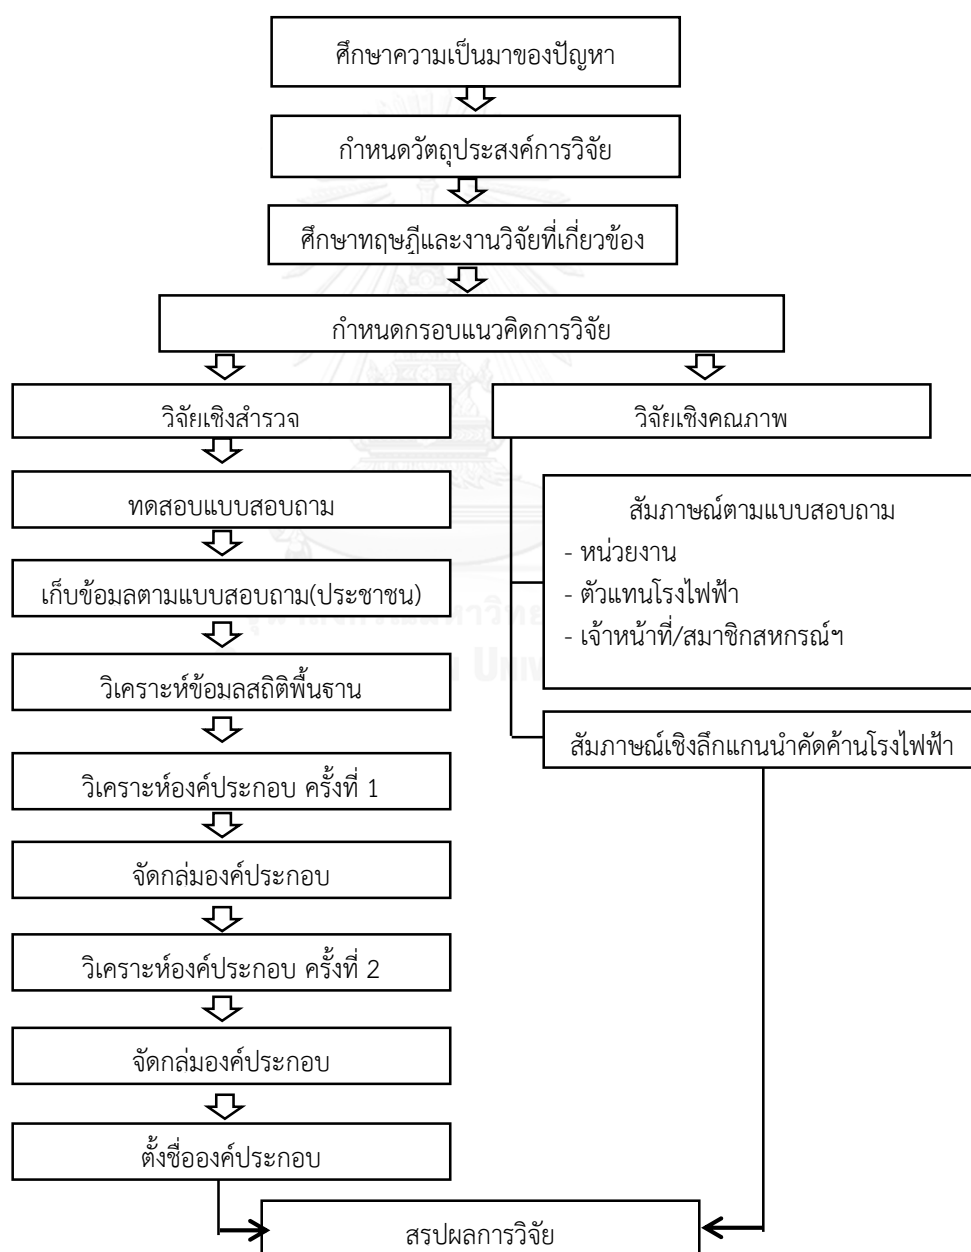 ศึกษาความเป็นมาของปัญหา
กำหนดวัตถุประสงค์การวิจัย
ศึกษาทฤษฎีและงานวิจัยที่เกี่ยวข้อง
กำหนดกรอบแนวคิดการวิจัย
วิจัยเชิงสำรวจ
ทดสอบแบบสอบถาม
เก็บข้อมูลตามแบบสอบถาม(ประชาชน)
วิเคราะห์ข้อมูลสถิติพื้นฐาน
วิเคราะห์องค์ประกอบ ครั้งที่ 1
จัดกลุ่มองค์ประกอบ
วิเคราะห์องค์ประกอบ ครั้งที่ 2
จัดกลุ่มองค์ประกอบ
ตั้งชื่อองค์ประกอบ
วิจัยเชิงคุณภาพ
สัมภาษณ์ตามแบบสอบถาม
- หน่วยงาน
- ตัวแทนโรงไฟฟ้า
- เจ้าหน้าที่/สมาชิกสหกรณ์ฯ
สัมภาษณ์เชิงลึกแกนนำคัดค้านโรงไฟฟ้า
สรุปผลการวิจัย